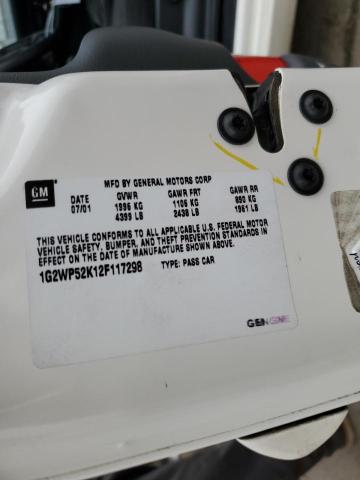 GM
MFD BY GENERAL MOTORS CORP
DATE GVWR GAWR FRT GAWR RR
07/01 1996 KG 1106 KG 890 KG
4399 LB 2438 LB 1961 LB
THIS VEHICLE CONFORMS TO ALL APPLICABLE U.S. FEDERAL MOTOR
VEHICLE SAFETY, BUMPER, AND THEFT PREVENTION STANDARDS IN
EFFECT ON THE DATE OF MANUFACTURE SHOWN ABOVE.
1G2WP52K12F117298 TYPE: PASS CAR
GENGINE